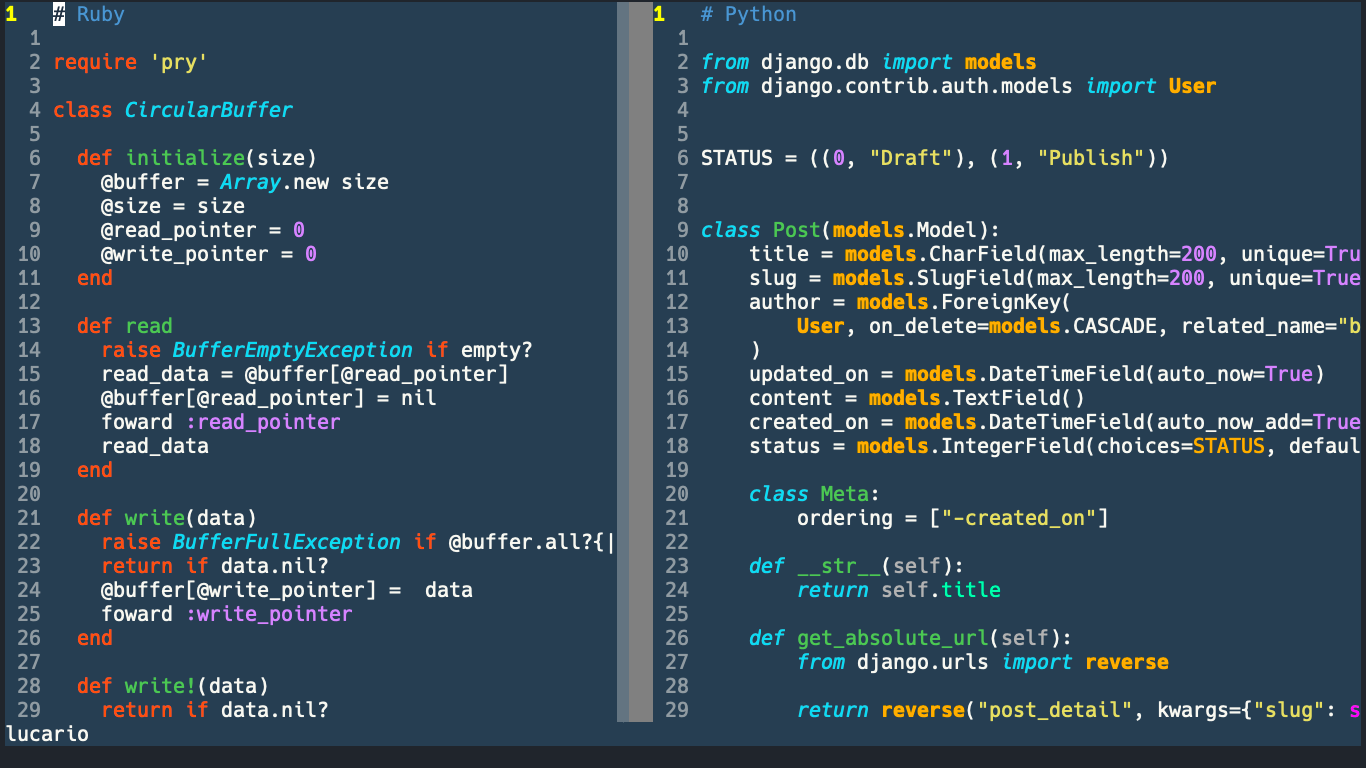 1   # Ruby
  1
  2 require 'pry'
  3
  4 class CircularBuffer
  5
  6   def initialize(size)
  7     @buffer = Array.new size
  8     @size = size
  9     @read_pointer = 0
 10     @write_pointer = 0
 11   end
 12
 13   def read
 14     raise BufferEmptyException if empty?
 15     read_data = @buffer[@read_pointer]
 16     @buffer[@read_pointer] = nil
 17     foward :read_pointer
 18     read_data
 19   end
 20
 21   def write(data)
 22     raise BufferFullException if @buffer.all?{|
 23     return if data.nil?
 24     @buffer[@write_pointer] =  data
 25     foward :write_pointer
 26   end
 27
 28   def write!(data)
 29     return if data.nil?
1   # Python
  1
  2 from django.db import models
  3 from django.contrib.auth.models import User
  4
  5
  6 STATUS = ((0, "Draft"), (1, "Publish"))
  7
  8
  9 class Post(models.Model):
 10     title = models.CharField(max_length=200, unique=Tru
 11     slug = models.SlugField(max_length=200, unique=True
 12     author = models.ForeignKey(
 13         User, on_delete=models.CASCADE, related_name="b
 14     )
 15     updated_on = models.DateTimeField(auto_now=True)
 16     content = models.TextField()
 17     created_on = models.DateTimeField(auto_now_add=True
 18     status = models.IntegerField(choices=STATUS, defaul
 19
 20     class Meta:
 21         ordering = ["-created_on"]
 22
 23     def __str__(self):
 24         return self.title
 25
 26     def get_absolute_url(self):
 27         from django.urls import reverse
 28
 29         return reverse("post_detail", kwargs={"slug": s
lucario